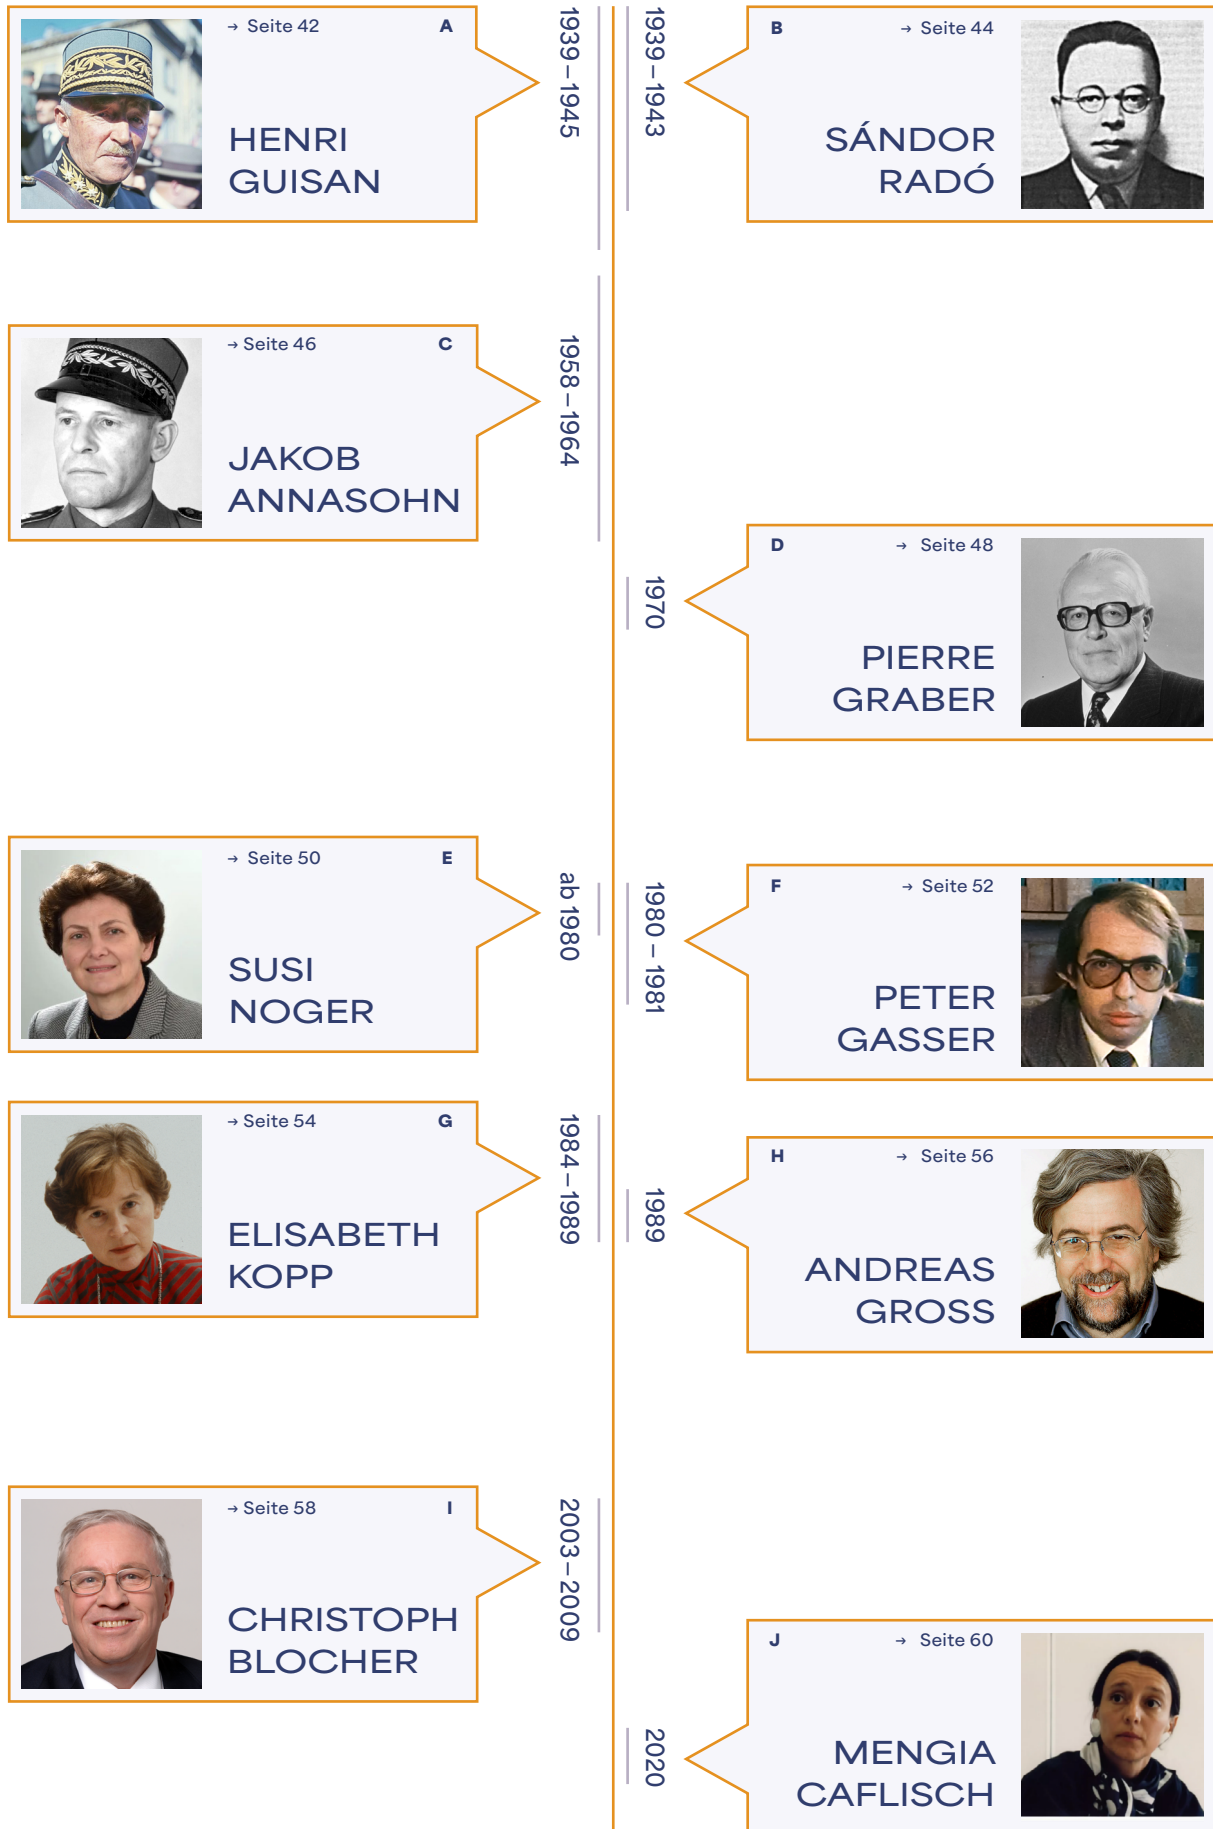 → Seite 42 A
HENRI
GUISAN
1939 – 1945
1939 – 1943
B → Seite 44
SÁNDOR
RADÓ
→ Seite 46 C
JAKOB
ANNASOHN
1958 – 1964
1970
D → Seite 48
PIERRE
GRABER
→ Seite 50 E
SUSI
NOGER
ab 1980
1980 – 1981
F → Seite 52
PETER
GASSER
→ Seite 54 G
ELISABETH
KOPP
1984 – 1989
1989
H → Seite 56
ANDREAS
GROSS
→ Seite 58 I
CHRISTOPH
BLOCHER
2003 – 2009
2020
J → Seite 60
MENGIA
CAFLISCH